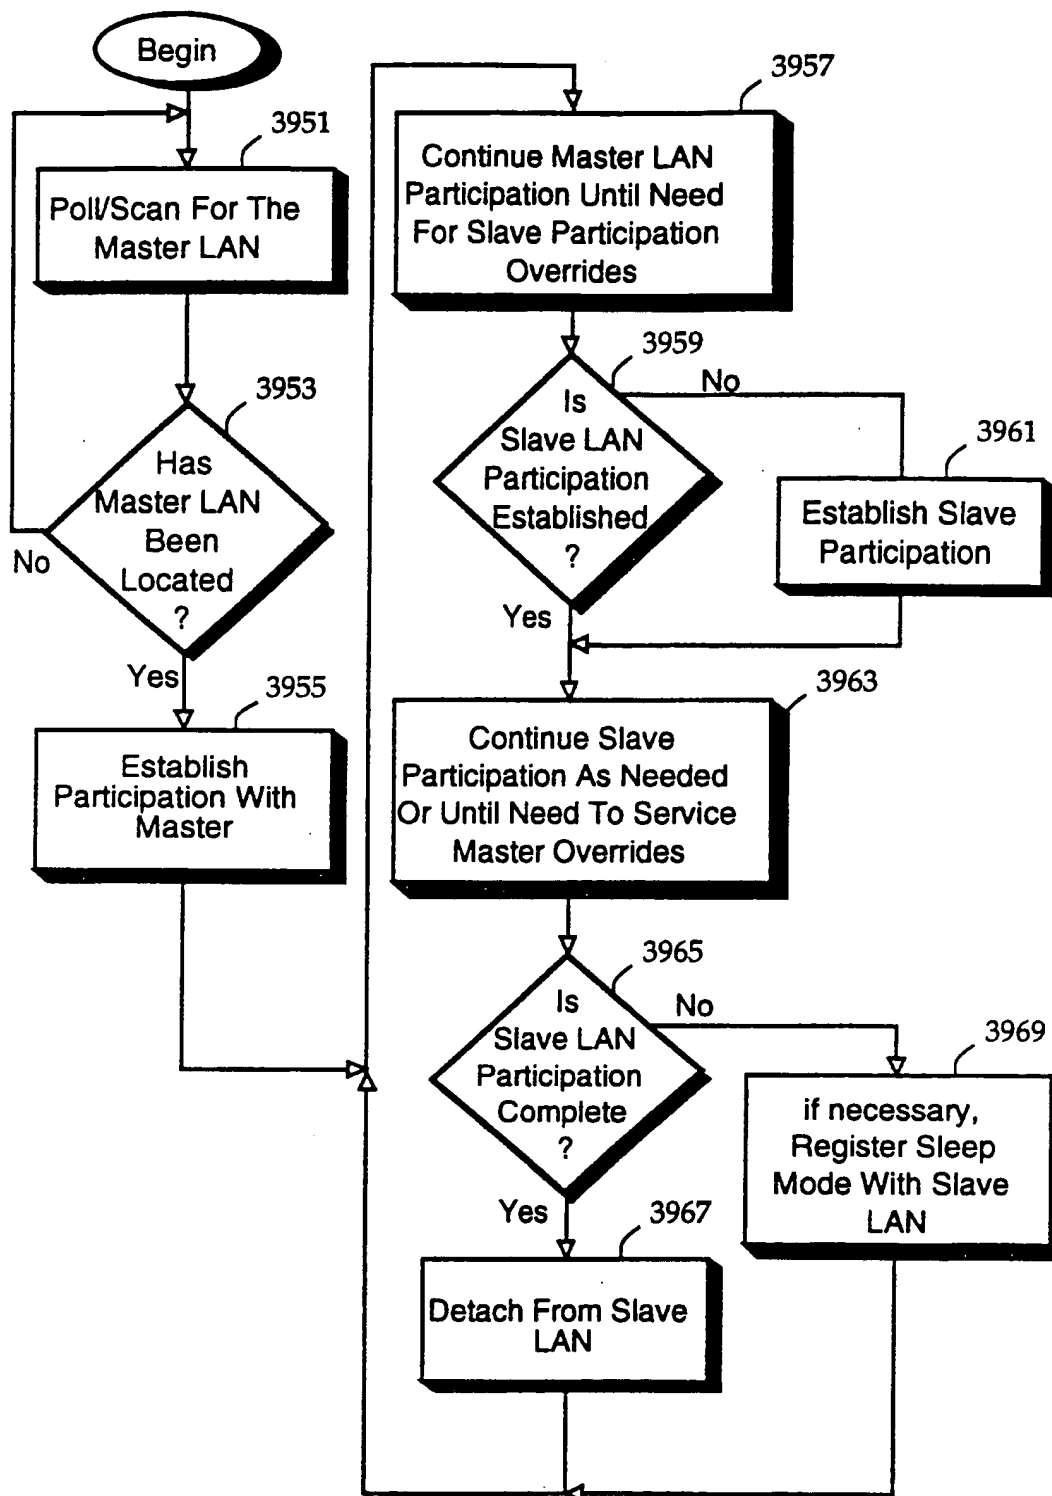 Begin
3951
Poll/Scan For The
Master LAN
3953
Has
Master LAN
Been
Located
?
No
Yes
3955
Establish
Participation With
Master
3957
Continue Master LAN
Participation Until Need
For Slave Participation
Overrides
3959
Is
Slave LAN
Participation
Established
?
No
Yes
3961
Establish Slave
Participation
3963
Continue Slave
Participation As Needed
Or Until Need To Service
Master Overrides
3965
Is
Slave LAN
Participation
Complete
?
No
Yes
3967
Detach From Slave
LAN
3969
if necessary,
Register Sleep
Mode With Slave
LAN